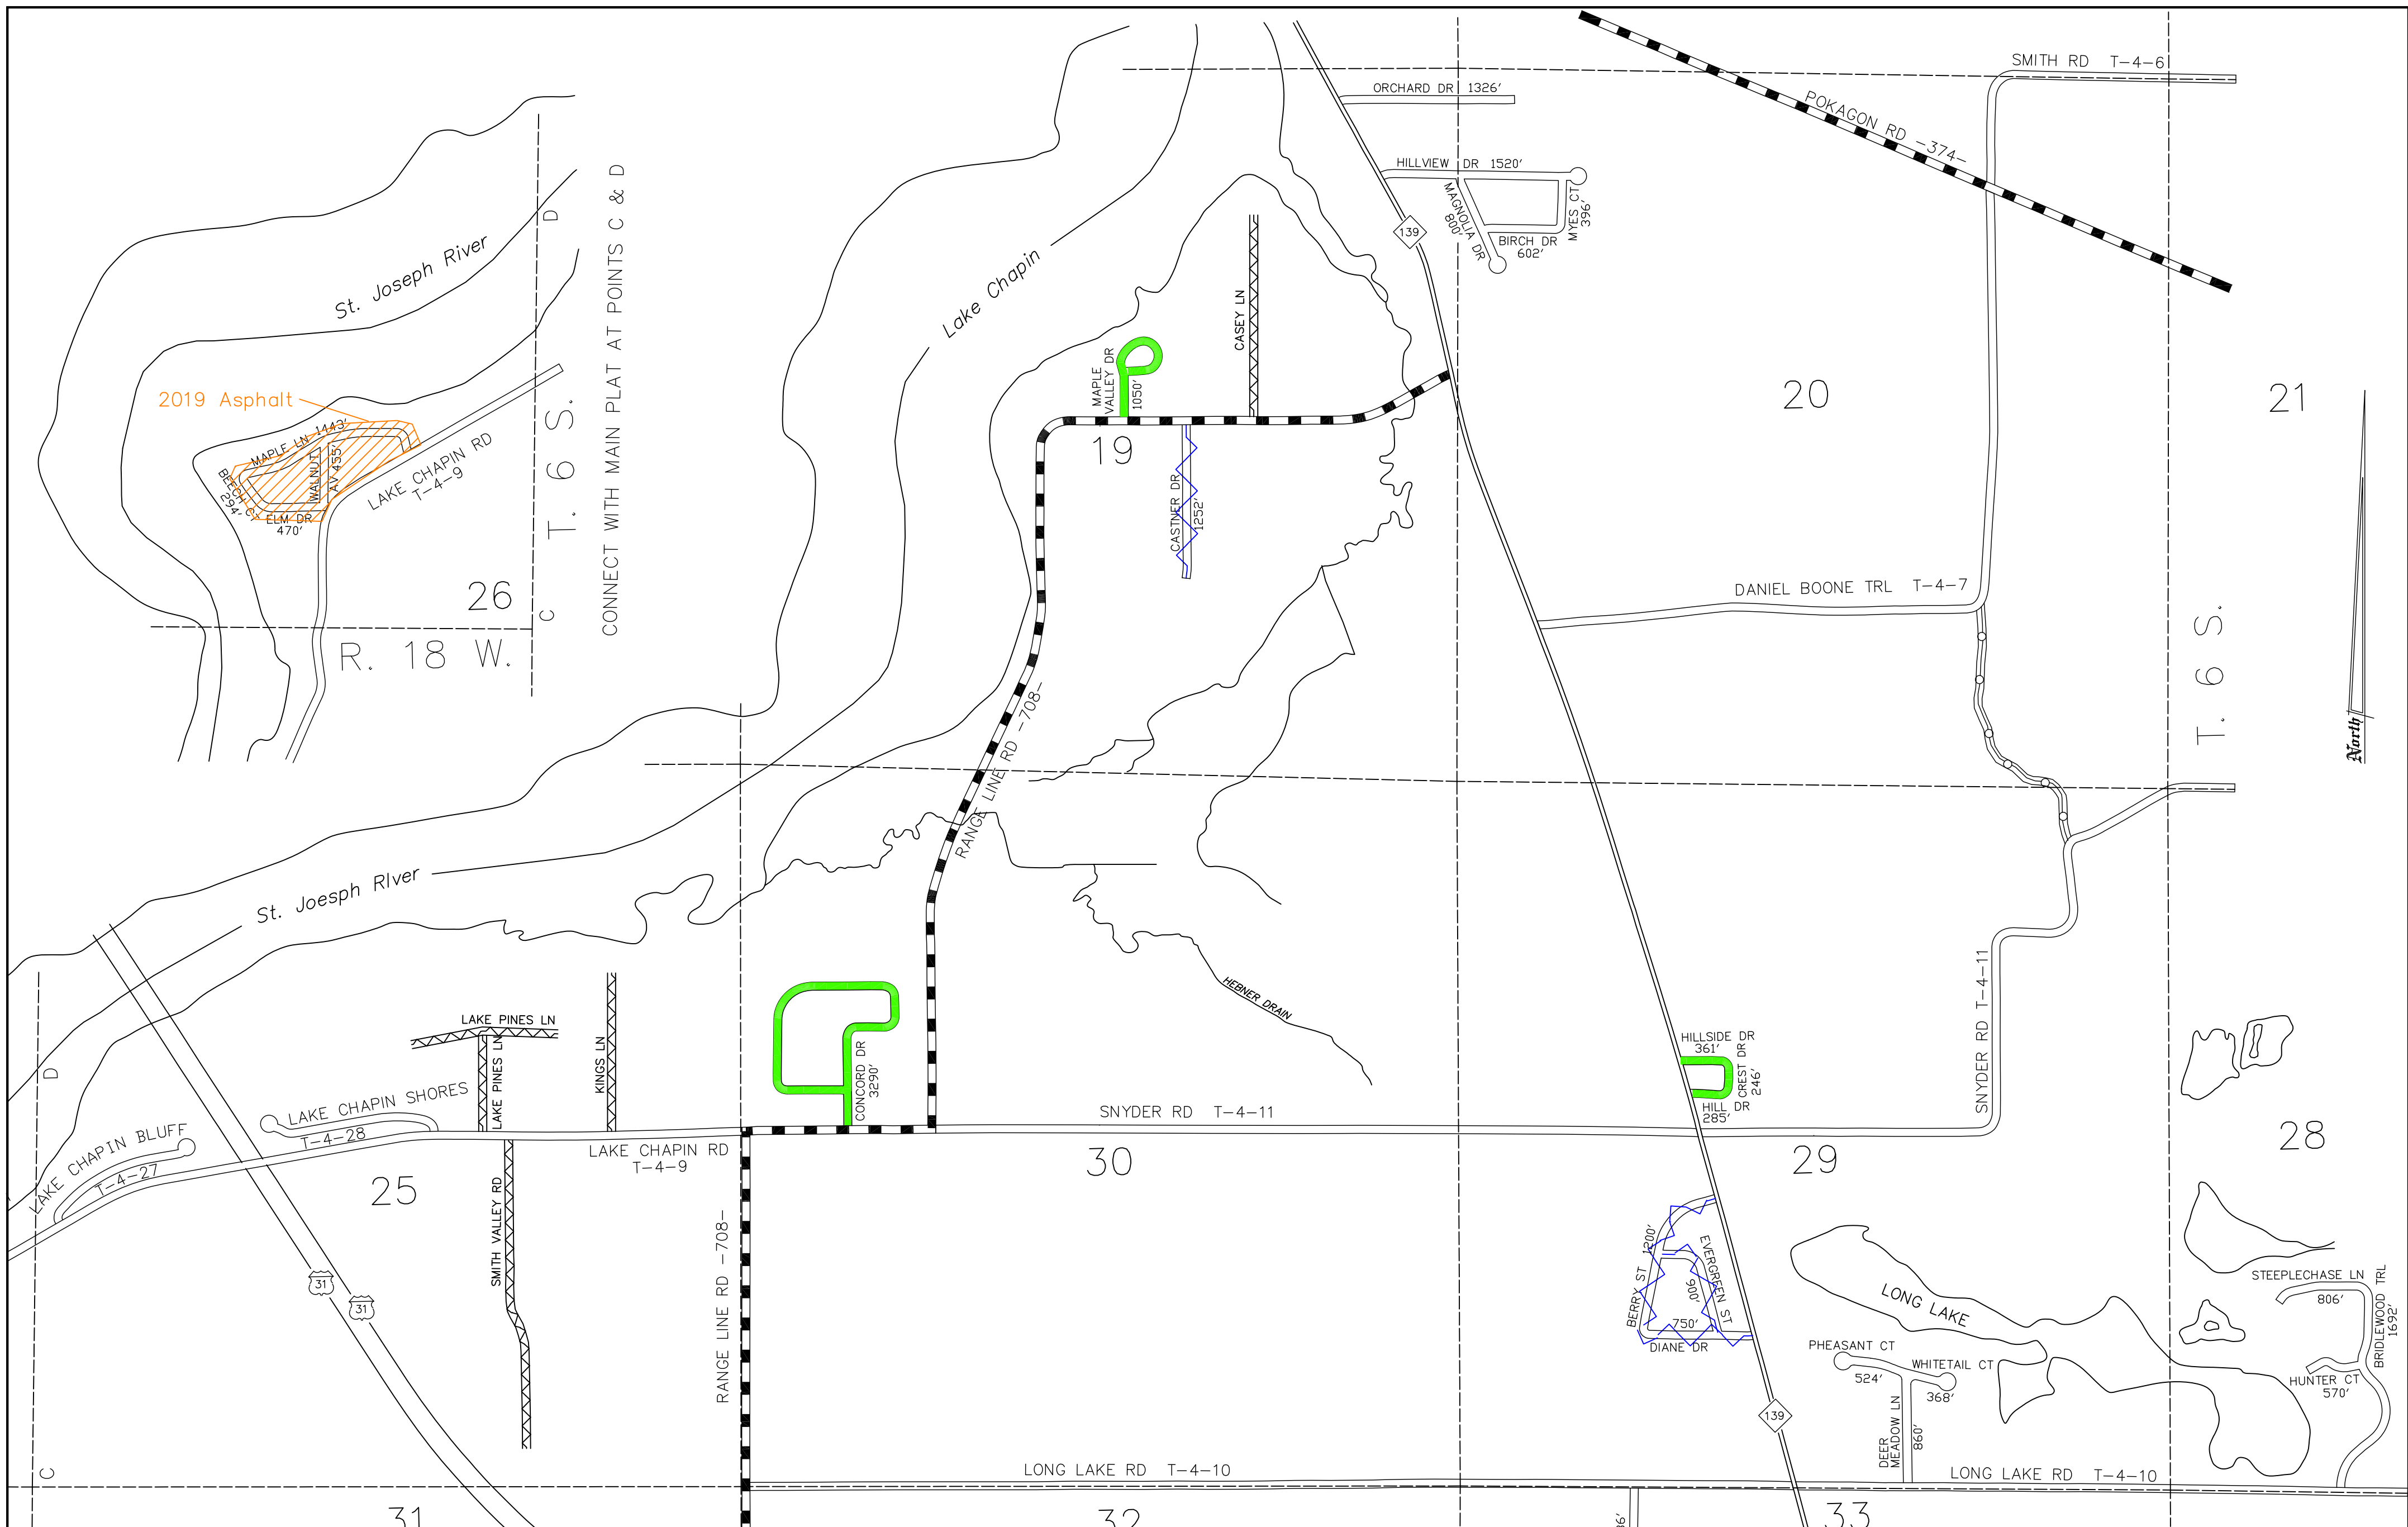 SMITH RD T-4-6
ORCHARD DR 1326'
POKAGON RD -374-
HILLVIEW DR 1520'
MAGNOLIA DR
800'
BIRCH DR
602'
MYES CT
396'
139
CONNECT WITH MAIN PLAT AT POINTS C & D
D
T. 6 S.
C
St. Joseph River
2019 Asphalt
MAPLE LN 1443'
WALNUT
AV 455'
BEECH CT
294'
ELM DR
470'
LAKE CHAPIN RD
T-4-9
26
R. 18 W.
Lake Chapin
CASEY LN
MAPLE
VALLEY DR
1050'
19
CASTNER DR
1252'
20
21
DANIEL BOONE TRL T-4-7
T. 6 S.
North
RANGE LINE RD -708-
St. Joesph RIver
HEBNER DRAIN
LAKE PINES LN
LAKE PINES LN
KINGS LN
CONCORD DR
3290'
HILLSIDE DR
361'
CREST DR
246'
HILL DR
285'
SNYDER RD T-4-11
SNYDER RD T-4-11
D
LAKE CHAPIN SHORES
T-4-28
LAKE CHAPIN BLUFF
T-4-27
LAKE CHAPIN RD
T-4-9
25
30
29
28
SMITH VALLEY RD
RANGE LINE RD -708-
31
31
BERRY ST 1200'
EVERGREEN ST
600'
750'
DIANE DR
LONG LAKE
STEEPLECHASE LN
806'
BRIDLEWOOD TRL
1692'
HUNTER CT
570'
PHEASANT CT
524'
WHITETAIL CT
368'
DEER
MEADOW LN
860'
139
C
LONG LAKE RD T-4-10
LONG LAKE RD T-4-10
31
32
33